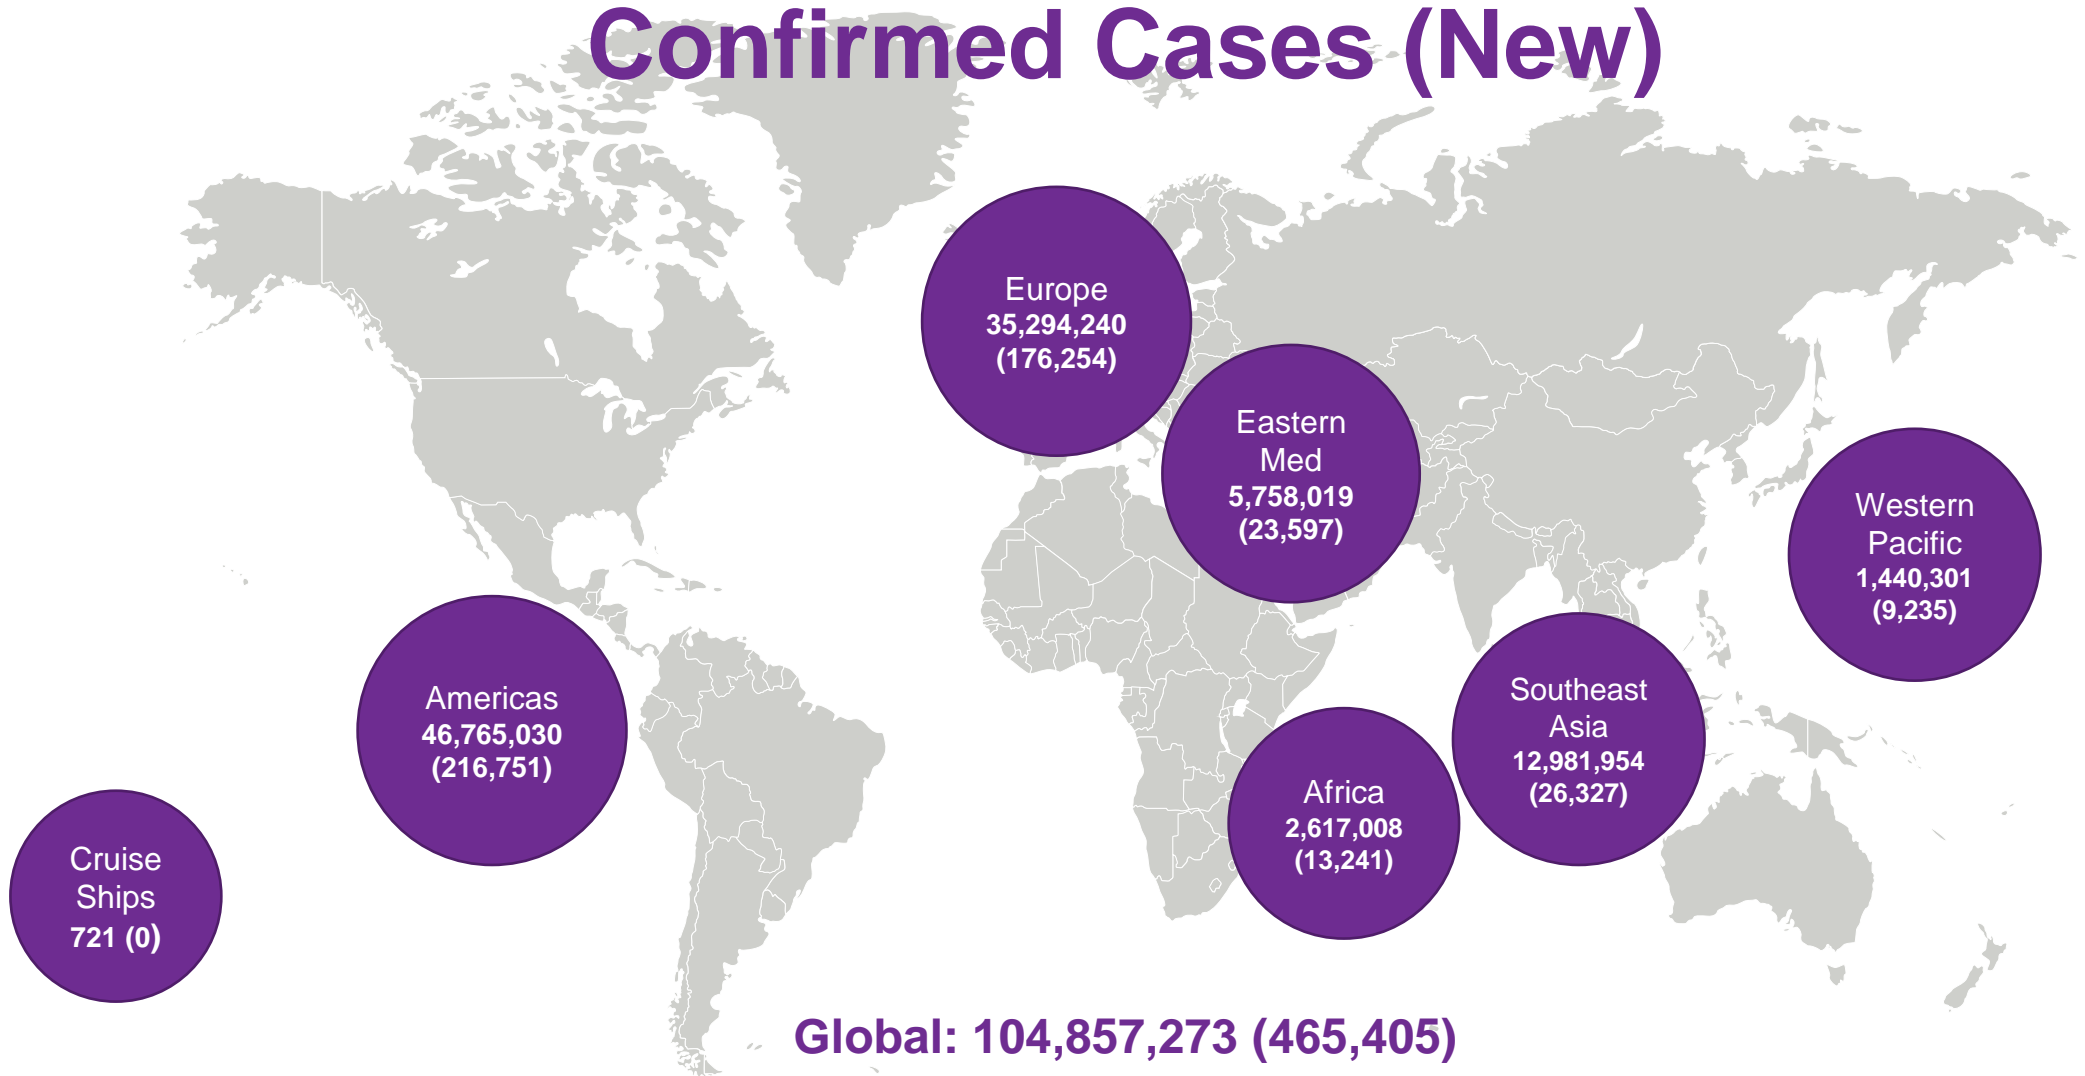 Confirmed Cases (New)
Europe
35,294,240
(176,254)
Eastern
Med
5,758,019
(23,597)
Western
Pacific
1,440,301
(9,235)
Americas
46,765,030
(216,751)
Southeast
Asia
12,981,954
(26,327)
Africa
2,617,008
(13,241)
Cruise
Ships
721 (0)
Global: 104,857,273 (465,405)